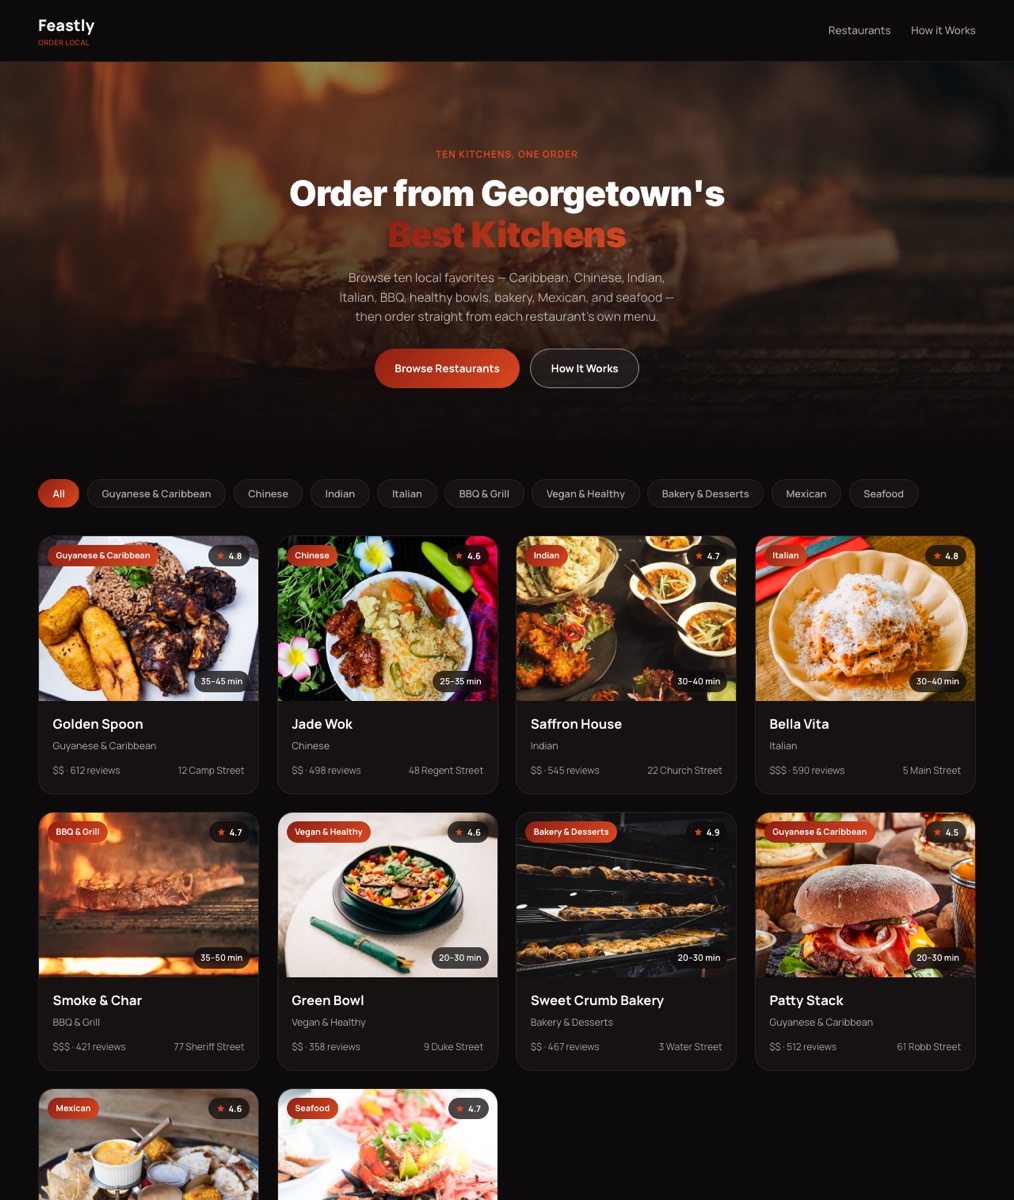 Feastly
ORDER LOCAL
Restaurants
How it Works
TEN KITCHENS, ONE ORDER
Order from Georgetown's
Best Kitchens
Browse ten local favorites — Caribbean, Chinese, Indian,
Italian, BBQ, healthy bowls, bakery, Mexican, and seafood —
then order straight from each restaurant's own menu.
Browse Restaurants
How It Works
All
Guyanese & Caribbean
Chinese
Indian
Italian
BBQ & Grill
Vegan & Healthy
Bakery & Desserts
Mexican
Seafood
Guyanese & Caribbean
★ 4.8
35–45 min
Golden Spoon
Guyanese & Caribbean
$$ · 612 reviews
12 Camp Street
Chinese
★ 4.6
25–35 min
Jade Wok
Chinese
$$ · 498 reviews
48 Regent Street
Indian
★ 4.7
30–40 min
Saffron House
Indian
$$ · 545 reviews
22 Church Street
Italian
★ 4.8
30–40 min
Bella Vita
Italian
$$$ · 590 reviews
5 Main Street
BBQ & Grill
★ 4.7
35–50 min
Smoke & Char
BBQ & Grill
$$$ · 421 reviews
77 Sheriff Street
Vegan & Healthy
★ 4.6
20–30 min
Green Bowl
Vegan & Healthy
$$ · 358 reviews
9 Duke Street
Bakery & Desserts
★ 4.9
20–30 min
Sweet Crumb Bakery
Bakery & Desserts
$$ · 467 reviews
3 Water Street
Guyanese & Caribbean
★ 4.5
20–30 min
Patty Stack
Guyanese & Caribbean
$$ · 512 reviews
61 Robb Street
Mexican
★ 4.6
Seafood
★ 4.7